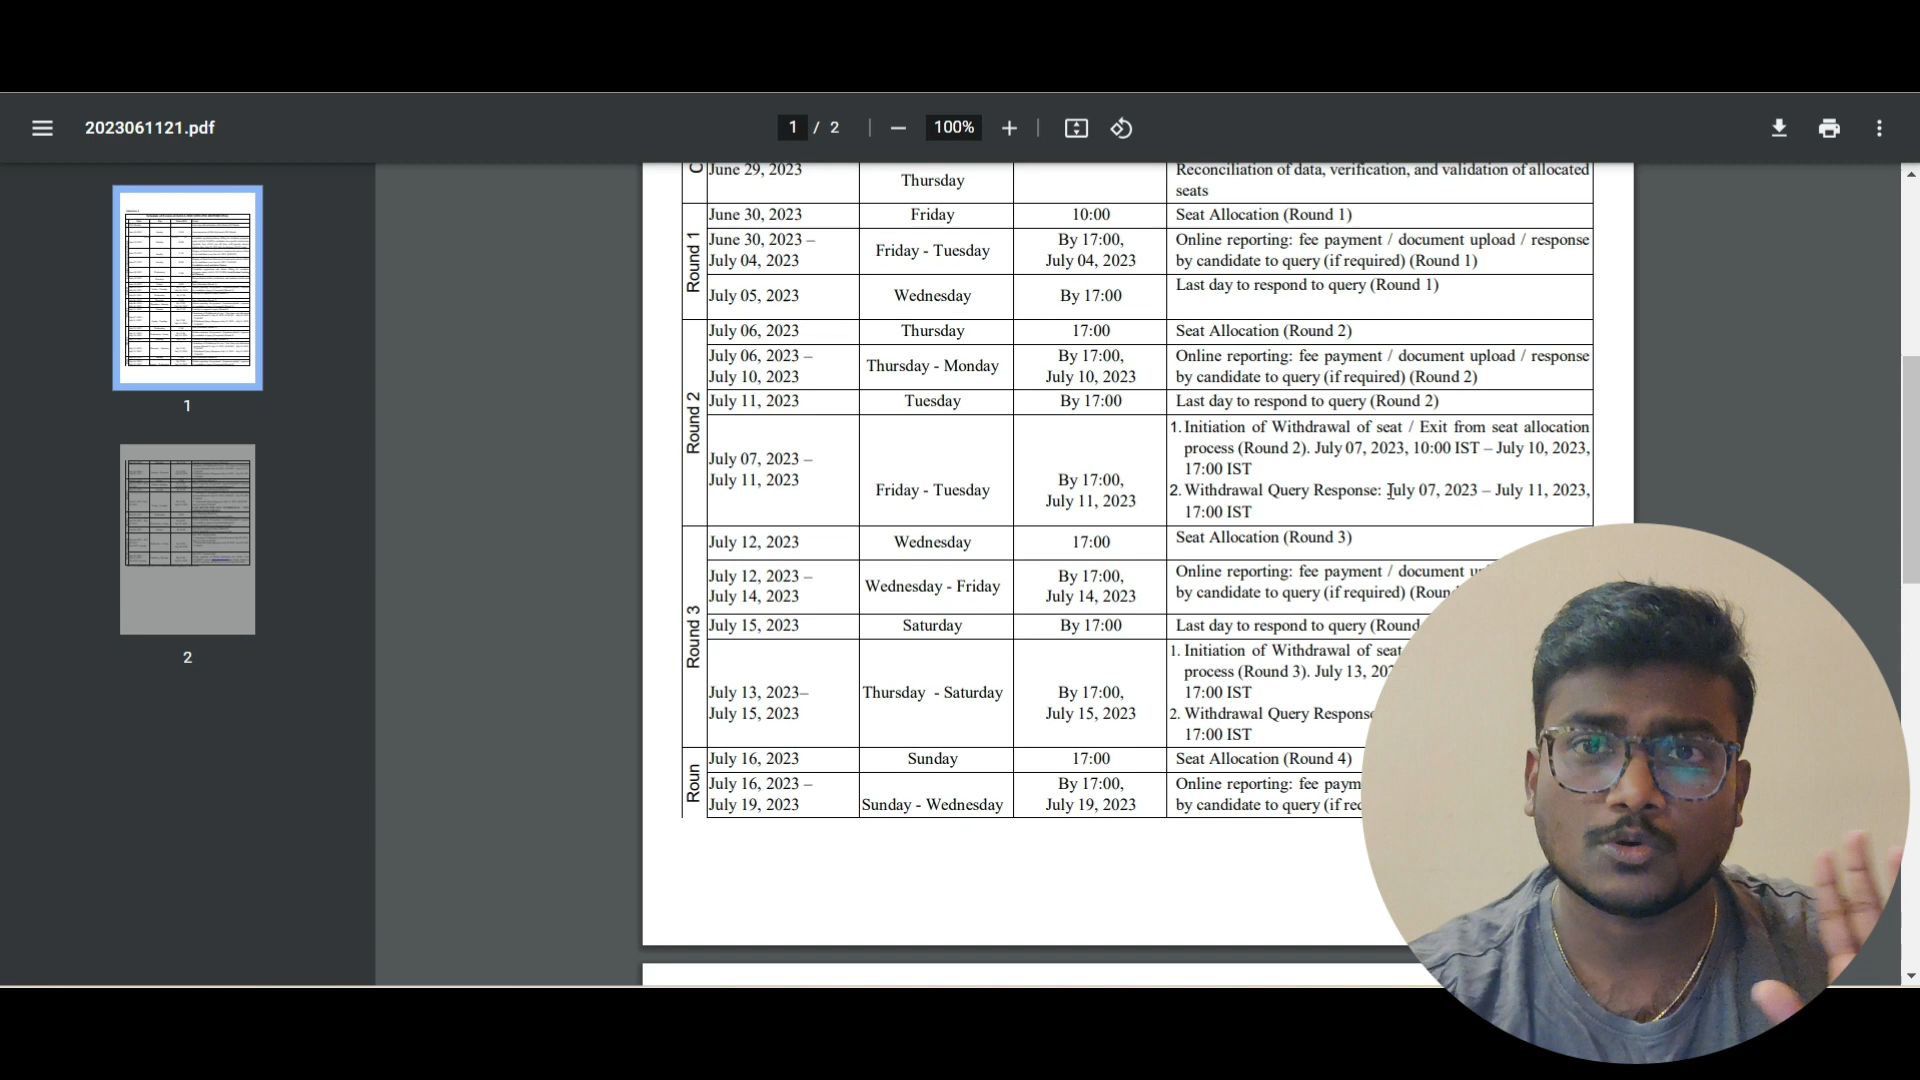 2023061121.pdf
1 / 2
100%
1
2
C
June 29, 2023
Thursday
Reconciliation of data, verification, and validation of allocated
seats
Round 1
June 30, 2023
Friday
10:00
Seat Allocation (Round 1)
June 30, 2023 –
July 04, 2023
Friday - Tuesday
By 17:00,
July 04, 2023
Online reporting: fee payment / document upload / response
by candidate to query (if required) (Round 1)
July 05, 2023
Wednesday
By 17:00
Last day to respond to query (Round 1)
Round 2
July 06, 2023
Thursday
17:00
Seat Allocation (Round 2)
July 06, 2023 –
July 10, 2023
Thursday - Monday
By 17:00,
July 10, 2023
Online reporting: fee payment / document upload / response
by candidate to query (if required) (Round 2)
July 11, 2023
Tuesday
By 17:00
Last day to respond to query (Round 2)
July 07, 2023 –
July 11, 2023
Friday - Tuesday
By 17:00,
July 11, 2023
1. Initiation of Withdrawal of seat / Exit from seat allocation
process (Round 2). July 07, 2023, 10:00 IST – July 10, 2023,
17:00 IST
2. Withdrawal Query Response: July 07, 2023 – July 11, 2023,
17:00 IST
Round 3
July 12, 2023
Wednesday
17:00
Seat Allocation (Round 3)
July 12, 2023 –
July 14, 2023
Wednesday - Friday
By 17:00,
July 14, 2023
Online reporting: fee payment / document
by candidate to query (if required)
July 15, 2023
Saturday
By 17:00
Last day to respond to query (Round
July 13, 2023–
July 15, 2023
Thursday - Saturday
By 17:00,
July 15, 2023
1. Initiation of Withdrawal of seat
process (Round 3). July 13,
17:00 IST
2. Withdrawal Query
17:00 IST
Roun
July 16, 2023
Sunday
17:00
Seat Allocation (Round 4)
July 16, 2023 –
July 19, 2023
Sunday - Wednesday
By 17:00,
July 19, 2023
Online reporting: fee
by candidate to query (if